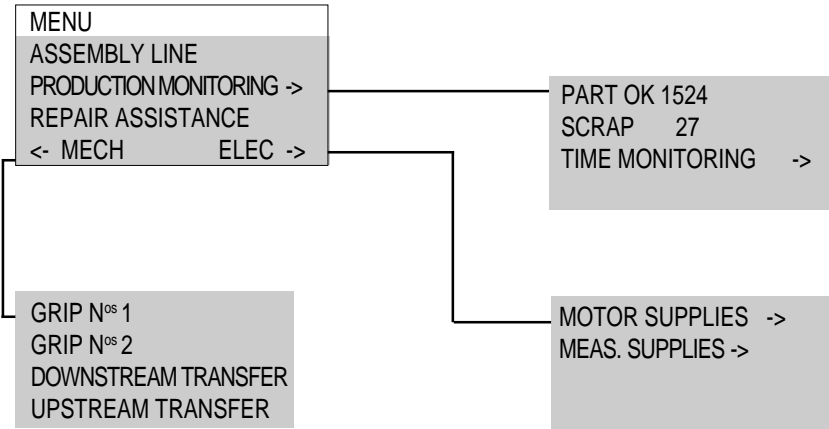 MENU
ASSEMBLY LINE
PRODUCTION MONITORING ->
REPAIR ASSISTANCE
<- MECH ELEC ->
PART OK 1524
SCRAP 27
TIME MONITORING ->
GRIP Nos 1
GRIP Nos 2
DOWNSTREAM TRANSFER
UPSTREAM TRANSFER
MOTOR SUPPLIES ->
MEAS. SUPPLIES ->